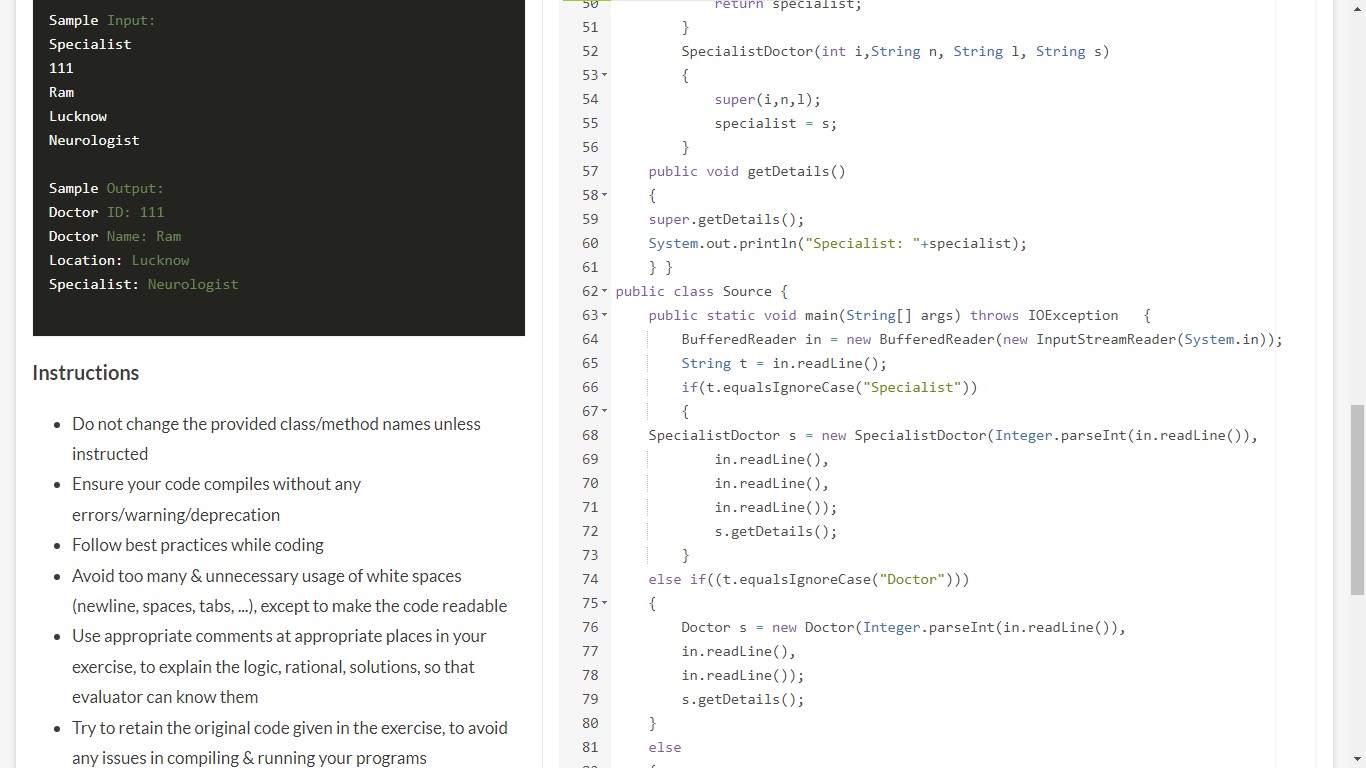 Sample Input:
Specialist
111
Ram
Lucknow
Neurologist
Sample Output:
Doctor ID: 111
Doctor Name: Ram
Location: Lucknow
Specialist: Neurologist
Instructions
• Do not change the provided class/method names unless
instructed
• Ensure your code compiles without any
errors/warning/deprecation
• Follow best practices while coding
• Avoid too many & unnecessary usage of white spaces
(newline, spaces, tabs, ...), except to make the code readable
• Use appropriate comments at appropriate places in your
exercise, to explain the logic, rational, solutions, so that
evaluator can know them
• Try to retain the original code given in the exercise, to avoid
any issues in compiling & running your programs
50 return specialist;
51 }
52 SpecialistDoctor(int i,String n, String l, String s)
53 {
54 super(i,n,l);
55 specialist = s;
56 }
57 public void getDetails()
58 {
59 super.getDetails();
60 System.out.println("Specialist: "+specialist);
61 } }
62 public class Source {
63 public static void main(String[] args) throws IOException {
64 BufferedReader in = new BufferedReader(new InputStreamReader(System.in));
65 String t = in.readLine();
66 if(t.equalsIgnoreCase("Specialist"))
67 {
68 SpecialistDoctor s = new SpecialistDoctor(Integer.parseInt(in.readLine()),
69 in.readLine(),
70 in.readLine(),
71 in.readLine());
72 s.getDetails();
73 }
74 else if((t.equalsIgnoreCase("Doctor")))
75 {
76 Doctor s = new Doctor(Integer.parseInt(in.readLine()),
77 in.readLine(),
78 in.readLine());
79 s.getDetails();
80 }
81 else